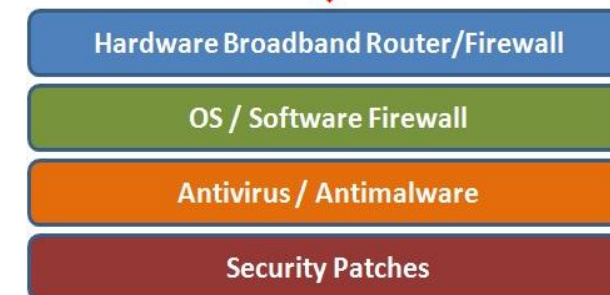 Hardware Broadband Router/Firewall
OS / Software Firewall
Antivirus / Antimalware
Security Patches